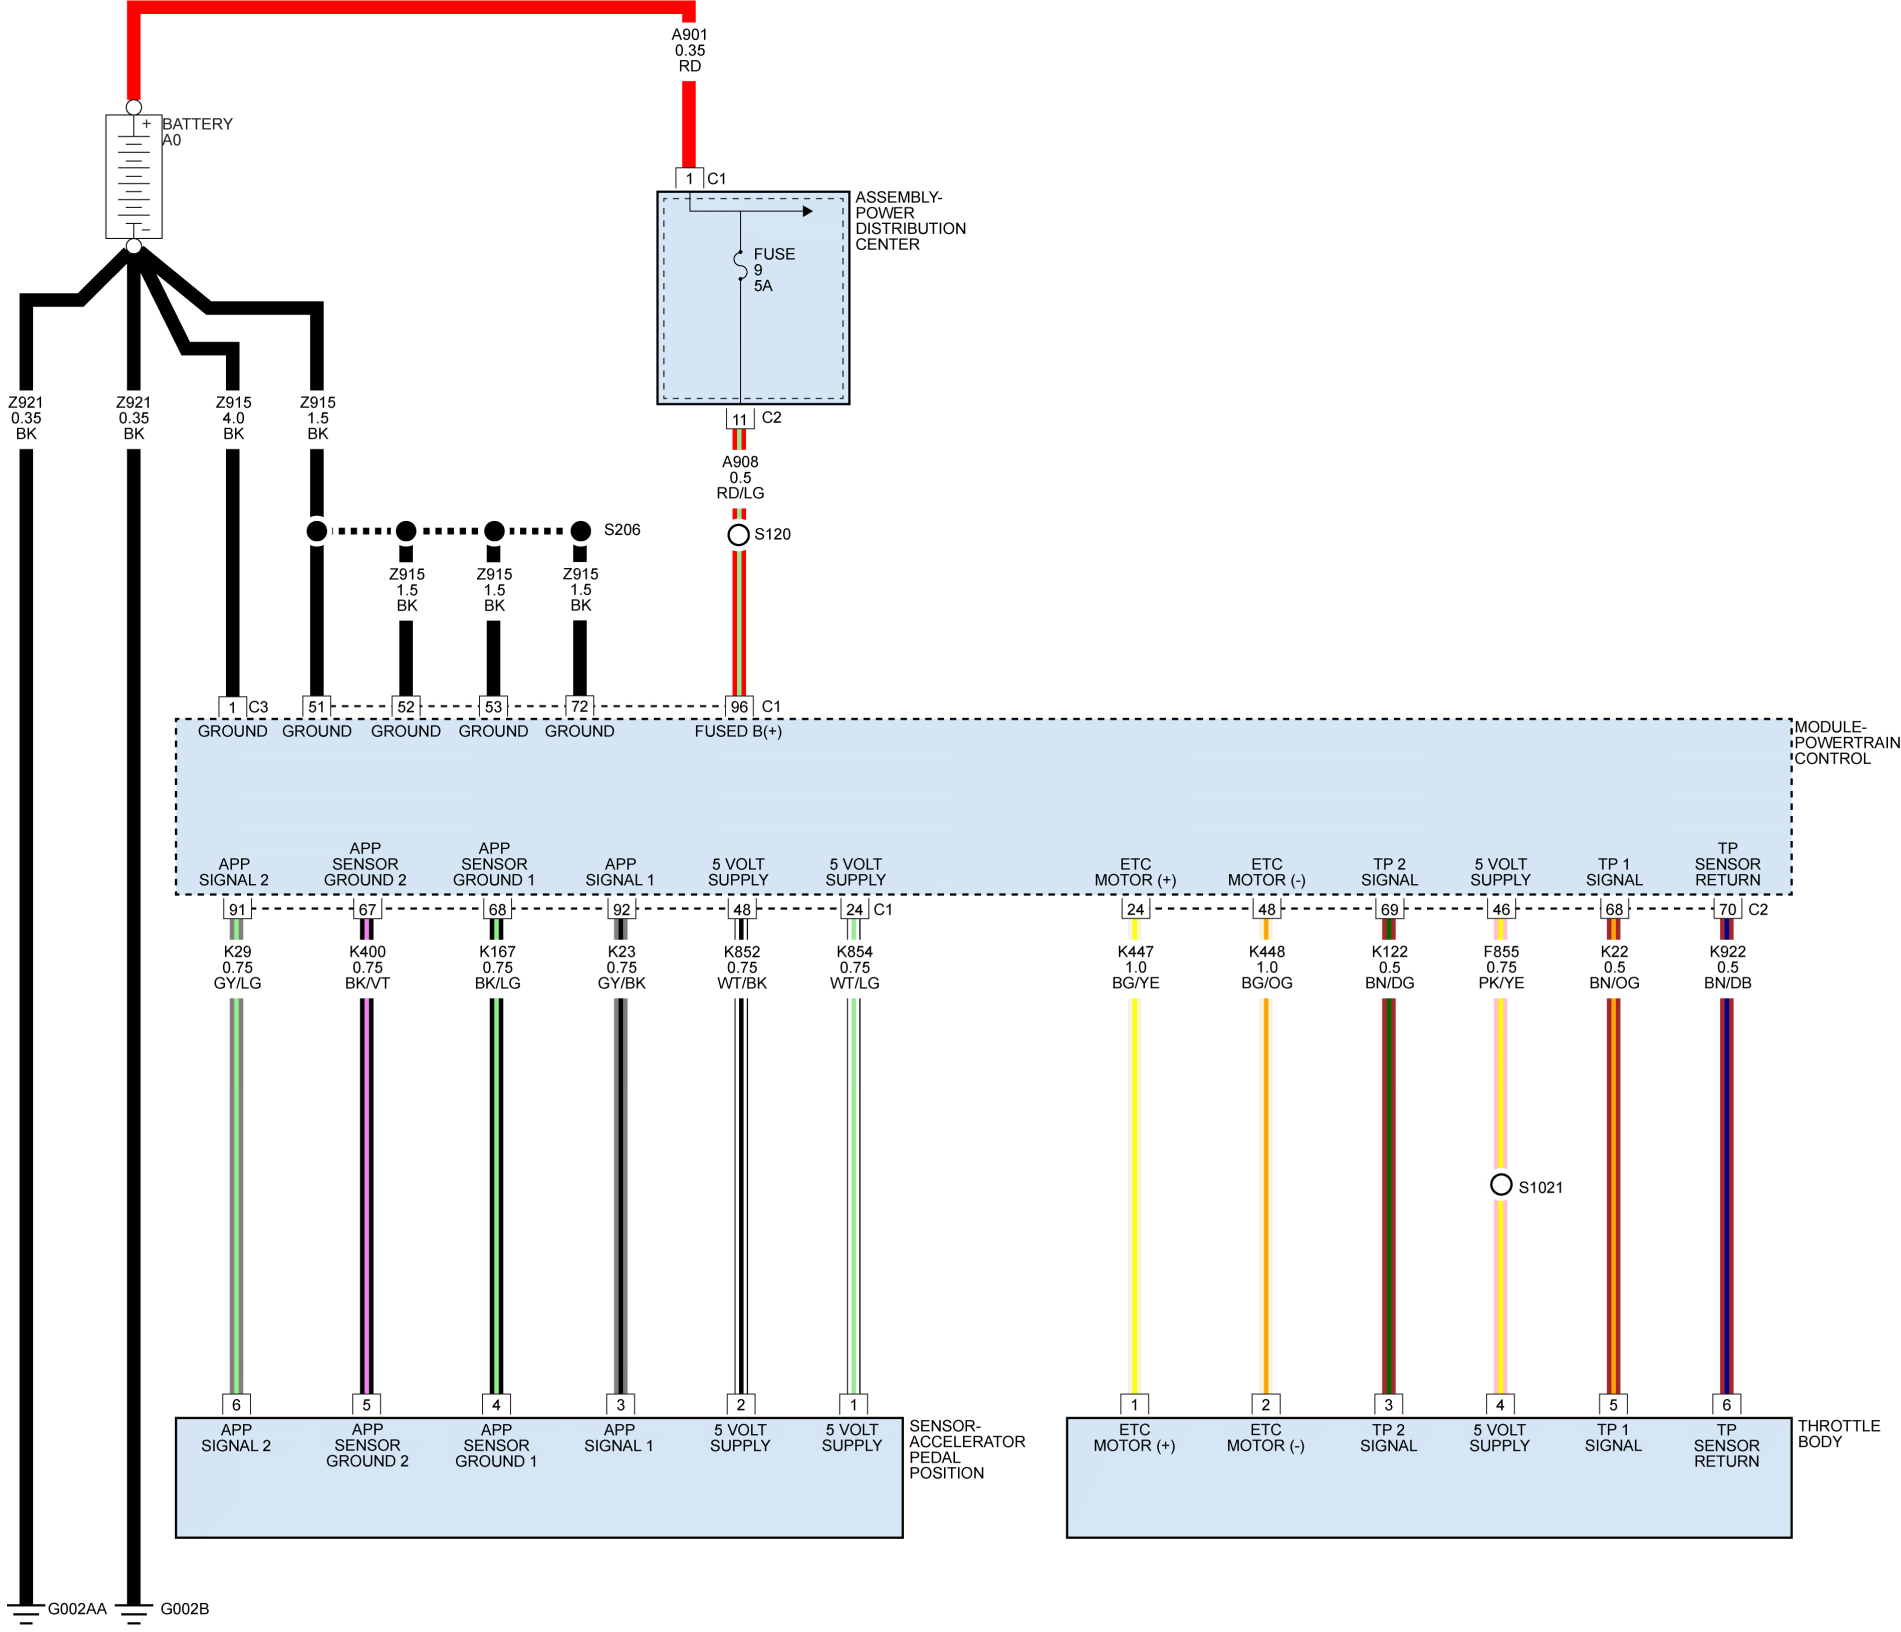 A901
0.35
RD
+
BATTERY
A0
-
1
C1
ASSEMBLY-
POWER
DISTRIBUTION
CENTER
FUSE
9
5A
11
C2
A908
0.5
RD/LG
S120
Z921
0.35
BK
Z921
0.35
BK
Z915
4.0
BK
Z915
1.5
BK
S206
Z915
1.5
BK
Z915
1.5
BK
Z915
1.5
BK
1
C3
51
52
53
72
96
C1
GROUND
GROUND
GROUND
GROUND
GROUND
FUSED B(+)
MODULE-
POWERTRAIN
CONTROL
APP
SIGNAL 2
APP
SENSOR
GROUND 2
APP
SENSOR
GROUND 1
APP
SIGNAL 1
5 VOLT
SUPPLY
5 VOLT
SUPPLY
ETC
MOTOR (+)
ETC
MOTOR (-)
TP 2
SIGNAL
5 VOLT
SUPPLY
TP 1
SIGNAL
TP
SENSOR
RETURN
91
67
68
92
48
24
C1
24
48
69
46
68
70
C2
K29
0.75
GY/LG
K400
0.75
BK/VT
K167
0.75
BK/LG
K23
0.75
GY/BK
K852
0.75
WT/BK
K854
0.75
WT/LG
K447
1.0
BG/YE
K448
1.0
BG/OG
K122
0.5
BN/DG
F855
0.75
PK/YE
K22
0.5
BN/OG
K922
0.5
BN/DB
S1021
6
5
4
3
2
1
1
2
3
4
5
6
APP
SIGNAL 2
APP
SENSOR
GROUND 2
APP
SENSOR
GROUND 1
APP
SIGNAL 1
5 VOLT
SUPPLY
5 VOLT
SUPPLY
SENSOR-
ACCELERATOR
PEDAL
POSITION
ETC
MOTOR (+)
ETC
MOTOR (-)
TP 2
SIGNAL
5 VOLT
SUPPLY
TP 1
SIGNAL
TP
SENSOR
RETURN
THROTTLE
BODY
G002AA
G002B